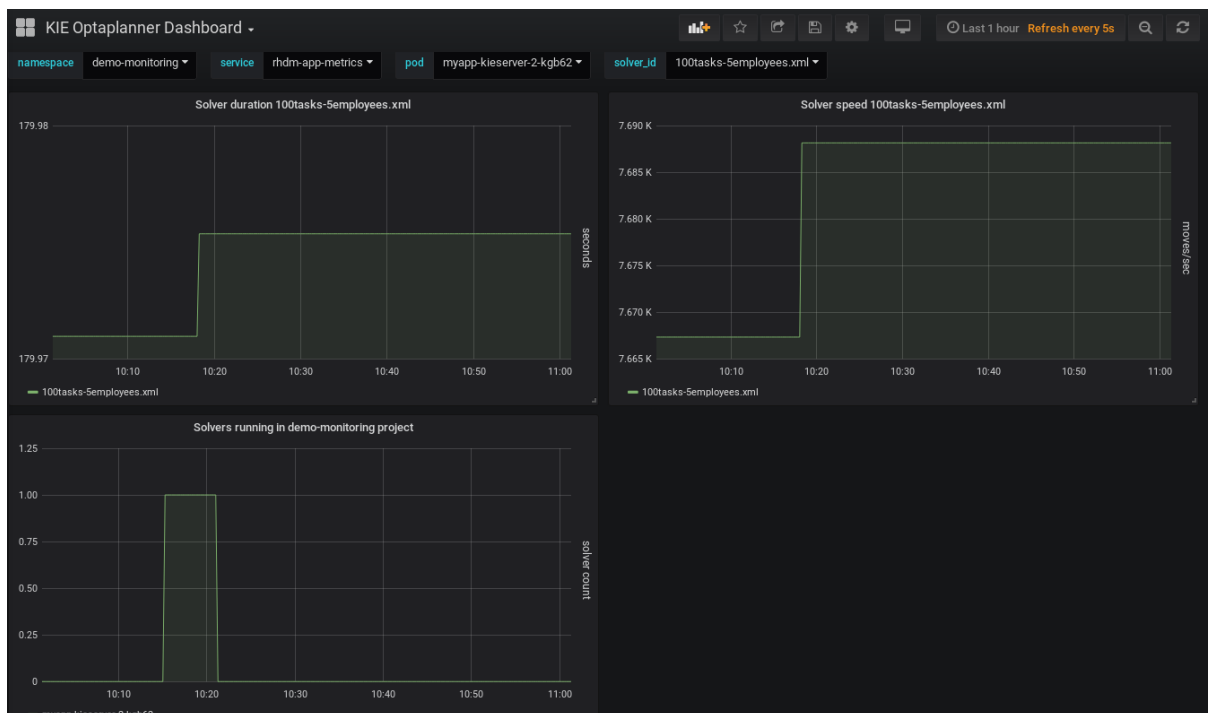 KIE Optaplanner Dashboard
Last 1 hour Refresh every 5s
namespace demo-monitoring service rhdm-app-metrics pod myapp-kieserver-2-kgb62 solver_id 100tasks-5employees.xml
Solver duration 100tasks-5employees.xml
179.98
179.97
seconds
10:10 10:20 10:30 10:40 10:50 11:00
100tasks-5employees.xml
Solver speed 100tasks-5employees.xml
7.690 K
7.685 K
7.680 K
7.675 K
7.670 K
7.665 K
moves/sec
10:10 10:20 10:30 10:40 10:50 11:00
100tasks-5employees.xml
Solvers running in demo-monitoring project
1.25
1.00
0.75
0.50
0.25
0
solver count
10:10 10:20 10:30 10:40 10:50 11:00